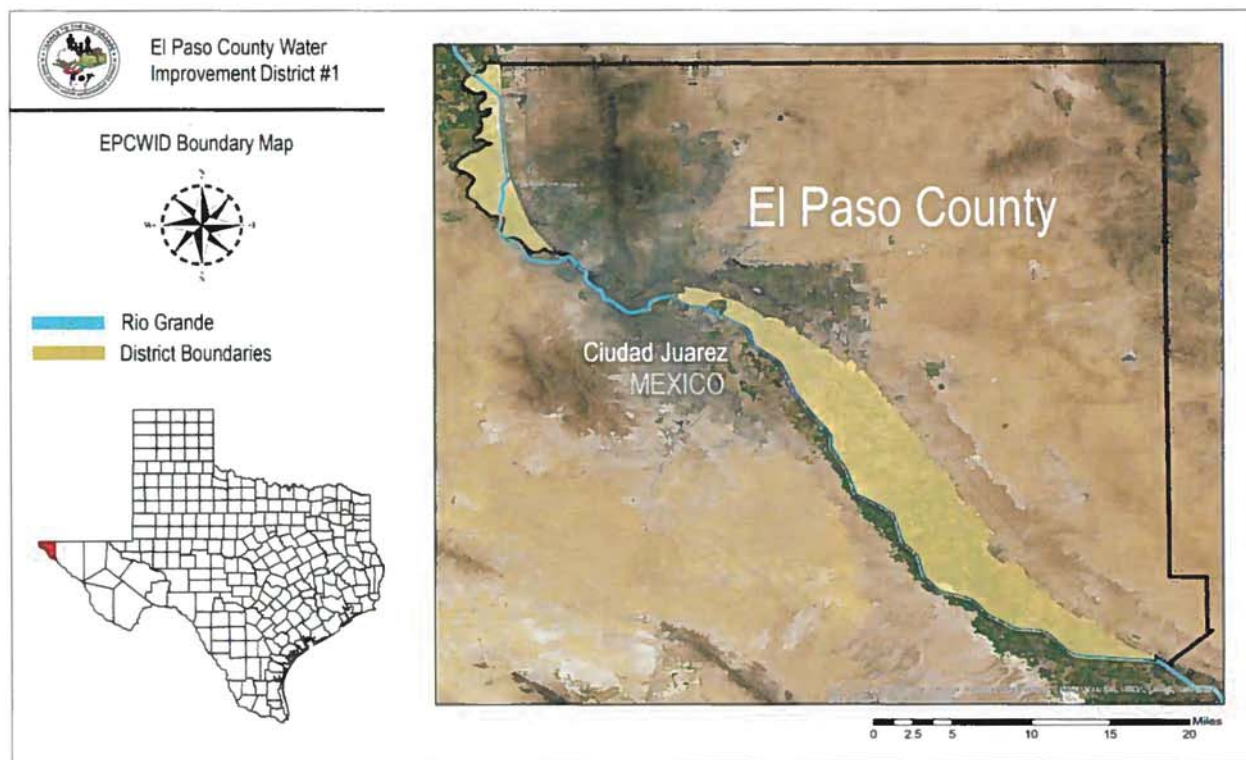 El Paso County Water
Improvement District #1
EPCWID Boundary Map
N
W
E
S
Rio Grande
District Boundaries
El Paso County
Ciudad Juarez
MEXICO
Miles
0 2.5 5 10 15 20